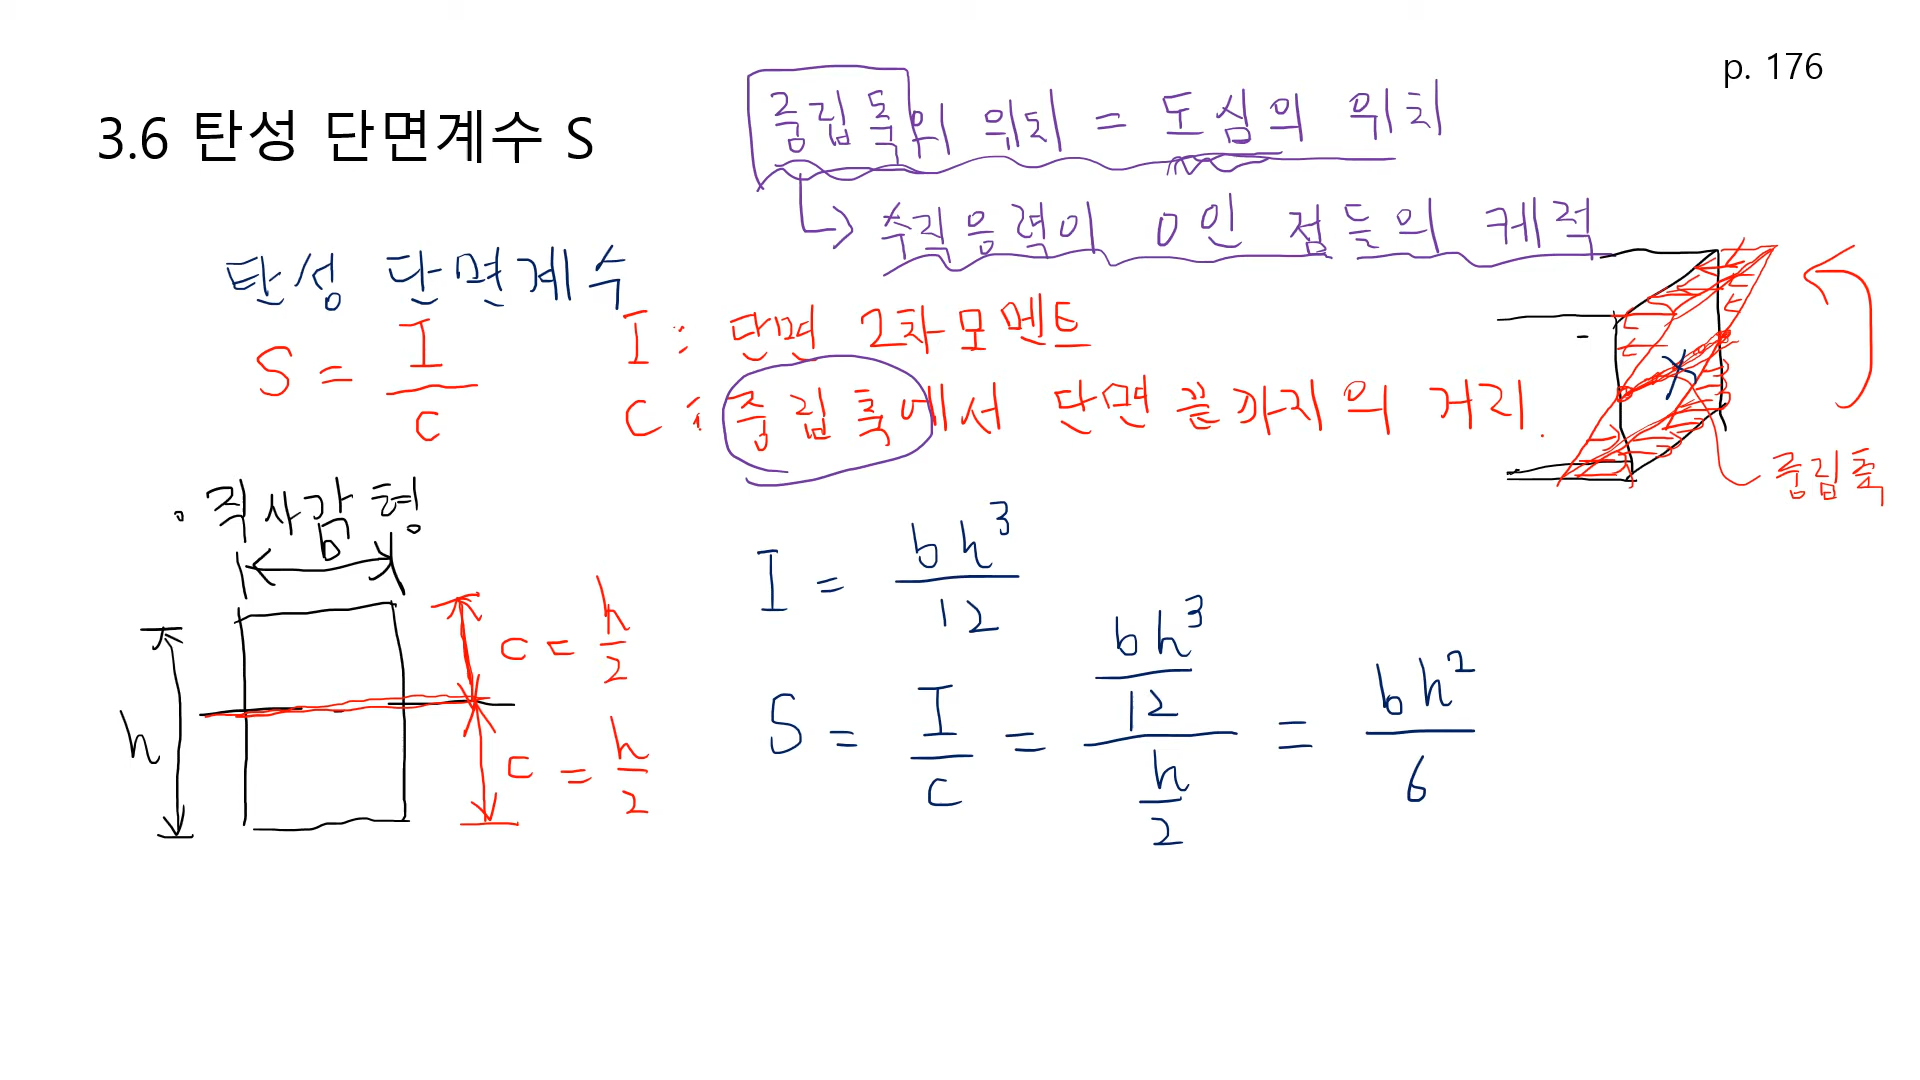 p. 176
3.6 탄성 단면계수 S
중립축의 위치 = 도심의 위치
→ 수직응력이 0인 점들의 궤적
탄성 단면계수
S = I/c
I : 단면 2차모멘트
c : 중립축에서 단면 끝까지의 거리.
중립축
· 직사각형
b
h
c = h/2
c = h/2
I = bh³/12
S = I/c = (bh³/12)/(h/2) = bh²/6